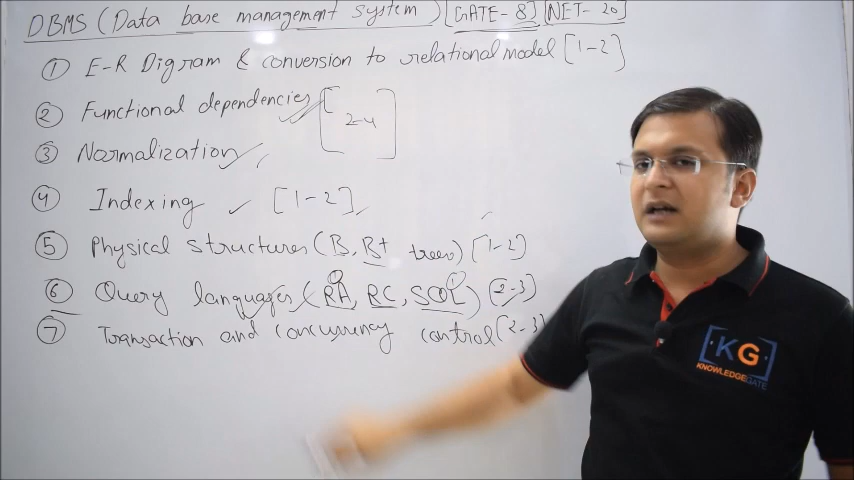 DBMS (Data base management system) [GATE-8] [NET-20]
① E-R Digram & conversion to relational model [1-2]
② Functional dependencies [2-4]
③ Normalization
④ Indexing [1-2]
⑤ Physical structures (B, B+ trees) [1-2]
⑥ Query languages (RA, RC, SQL) (2-3)
⑦ Transaction and concurrency control [2-3]
KG
KNOWLEDGEGATE